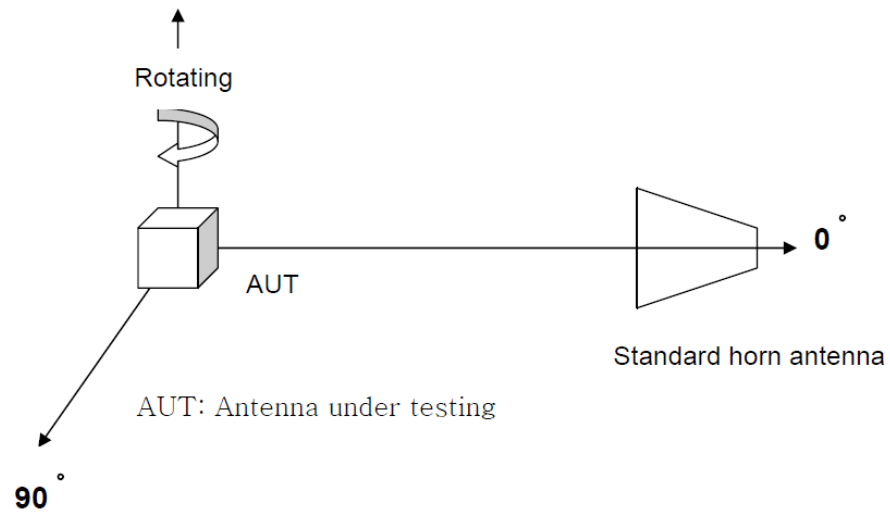 Rotating
0°
AUT
Standard horn antenna
AUT: Antenna under testing
90°